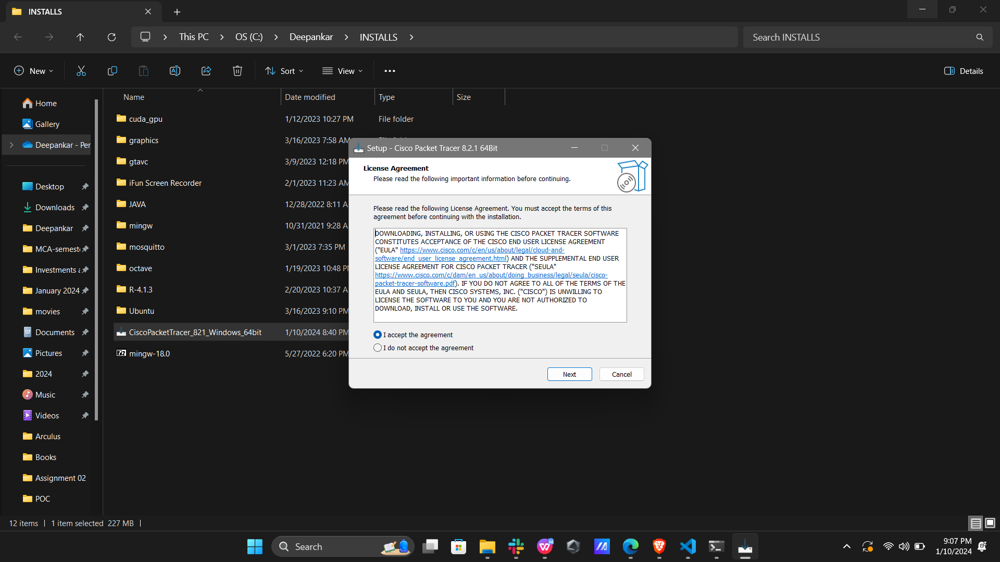 INSTALLS
This PC > OS (C:) > Deepankar > INSTALLS >
Search INSTALLS
New
Sort
View
Details
Home
Gallery
Deepankar - Per
Desktop
Downloads
Deepankar
MCA-semest
Investments a
January 2024
movies
Documents
Pictures
2024
Music
Videos
Arculus
Books
Assignment 02
POC
Name Date modified Type Size
cuda_gpu 1/12/2023 10:27 PM File folder
graphics 3/16/2023 7:58 AM
gtavc 3/9/2023 12:18 PM
iFun Screen Recorder 2/1/2023 11:23 AM
JAVA 12/28/2022 8:11 A
mingw 10/31/2021 9:28 A
mosquitto 3/1/2023 7:35 PM
octave 1/19/2023 10:48 P
R-4.1.3 2/20/2023 10:37 A
Ubuntu 3/16/2023 9:10 PM
CiscoPacketTracer_821_Windows_64bit 1/10/2024 8:40 PM
mingw-18.0 5/27/2022 6:20 PM
Setup - Cisco Packet Tracer 8.2.1 64Bit
License Agreement
Please read the following important information before continuing.
Please read the following License Agreement. You must accept the terms of this
agreement before continuing with the installation.
DOWNLOADING, INSTALLING, OR USING THE CISCO PACKET TRACER SOFTWARE
CONSTITUTES ACCEPTANCE OF THE CISCO END USER LICENSE AGREEMENT
("EULA" https://www.cisco.com/c/en/us/about/legal/cloud-and-
software/end_user_license_agreement.html) AND THE SUPPLEMENTAL END USER
LICENSE AGREEMENT FOR CISCO PACKET TRACER ("SEULA"
https://www.cisco.com/c/dam/en_us/about/doing_business/legal/seula/cisco-
packet-tracer-software.pdf). IF YOU DO NOT AGREE TO ALL OF THE TERMS OF THE
EULA AND SEULA, THEN CISCO SYSTEMS, INC. ("CISCO") IS UNWILLING TO
LICENSE THE SOFTWARE TO YOU AND YOU ARE NOT AUTHORIZED TO
DOWNLOAD, INSTALL OR USE THE SOFTWARE.
I accept the agreement
I do not accept the agreement
Next
Cancel
12 items | 1 item selected 227 MB |
Search
9:07 PM
1/10/2024